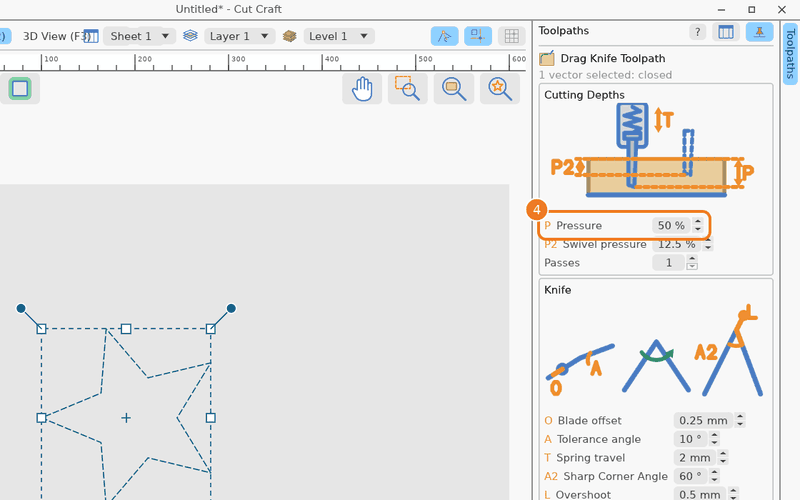 Untitled* - Cut Craft
3D View (F3)
Sheet 1
Layer 1
Level 1
100
200
300
400
500
600
Toolpaths
?
Toolpaths
Drag Knife Toolpath
1 vector selected: closed
Cutting Depths
T
P2
P
4
P Pressure 50 %
P2 Swivel pressure 12.5 %
Passes 1
Knife
O
A
A2
L
O Blade offset 0.25 mm
A Tolerance angle 10 °
T Spring travel 2 mm
A2 Sharp Corner Angle 60 °
L Overshoot 0.5 mm